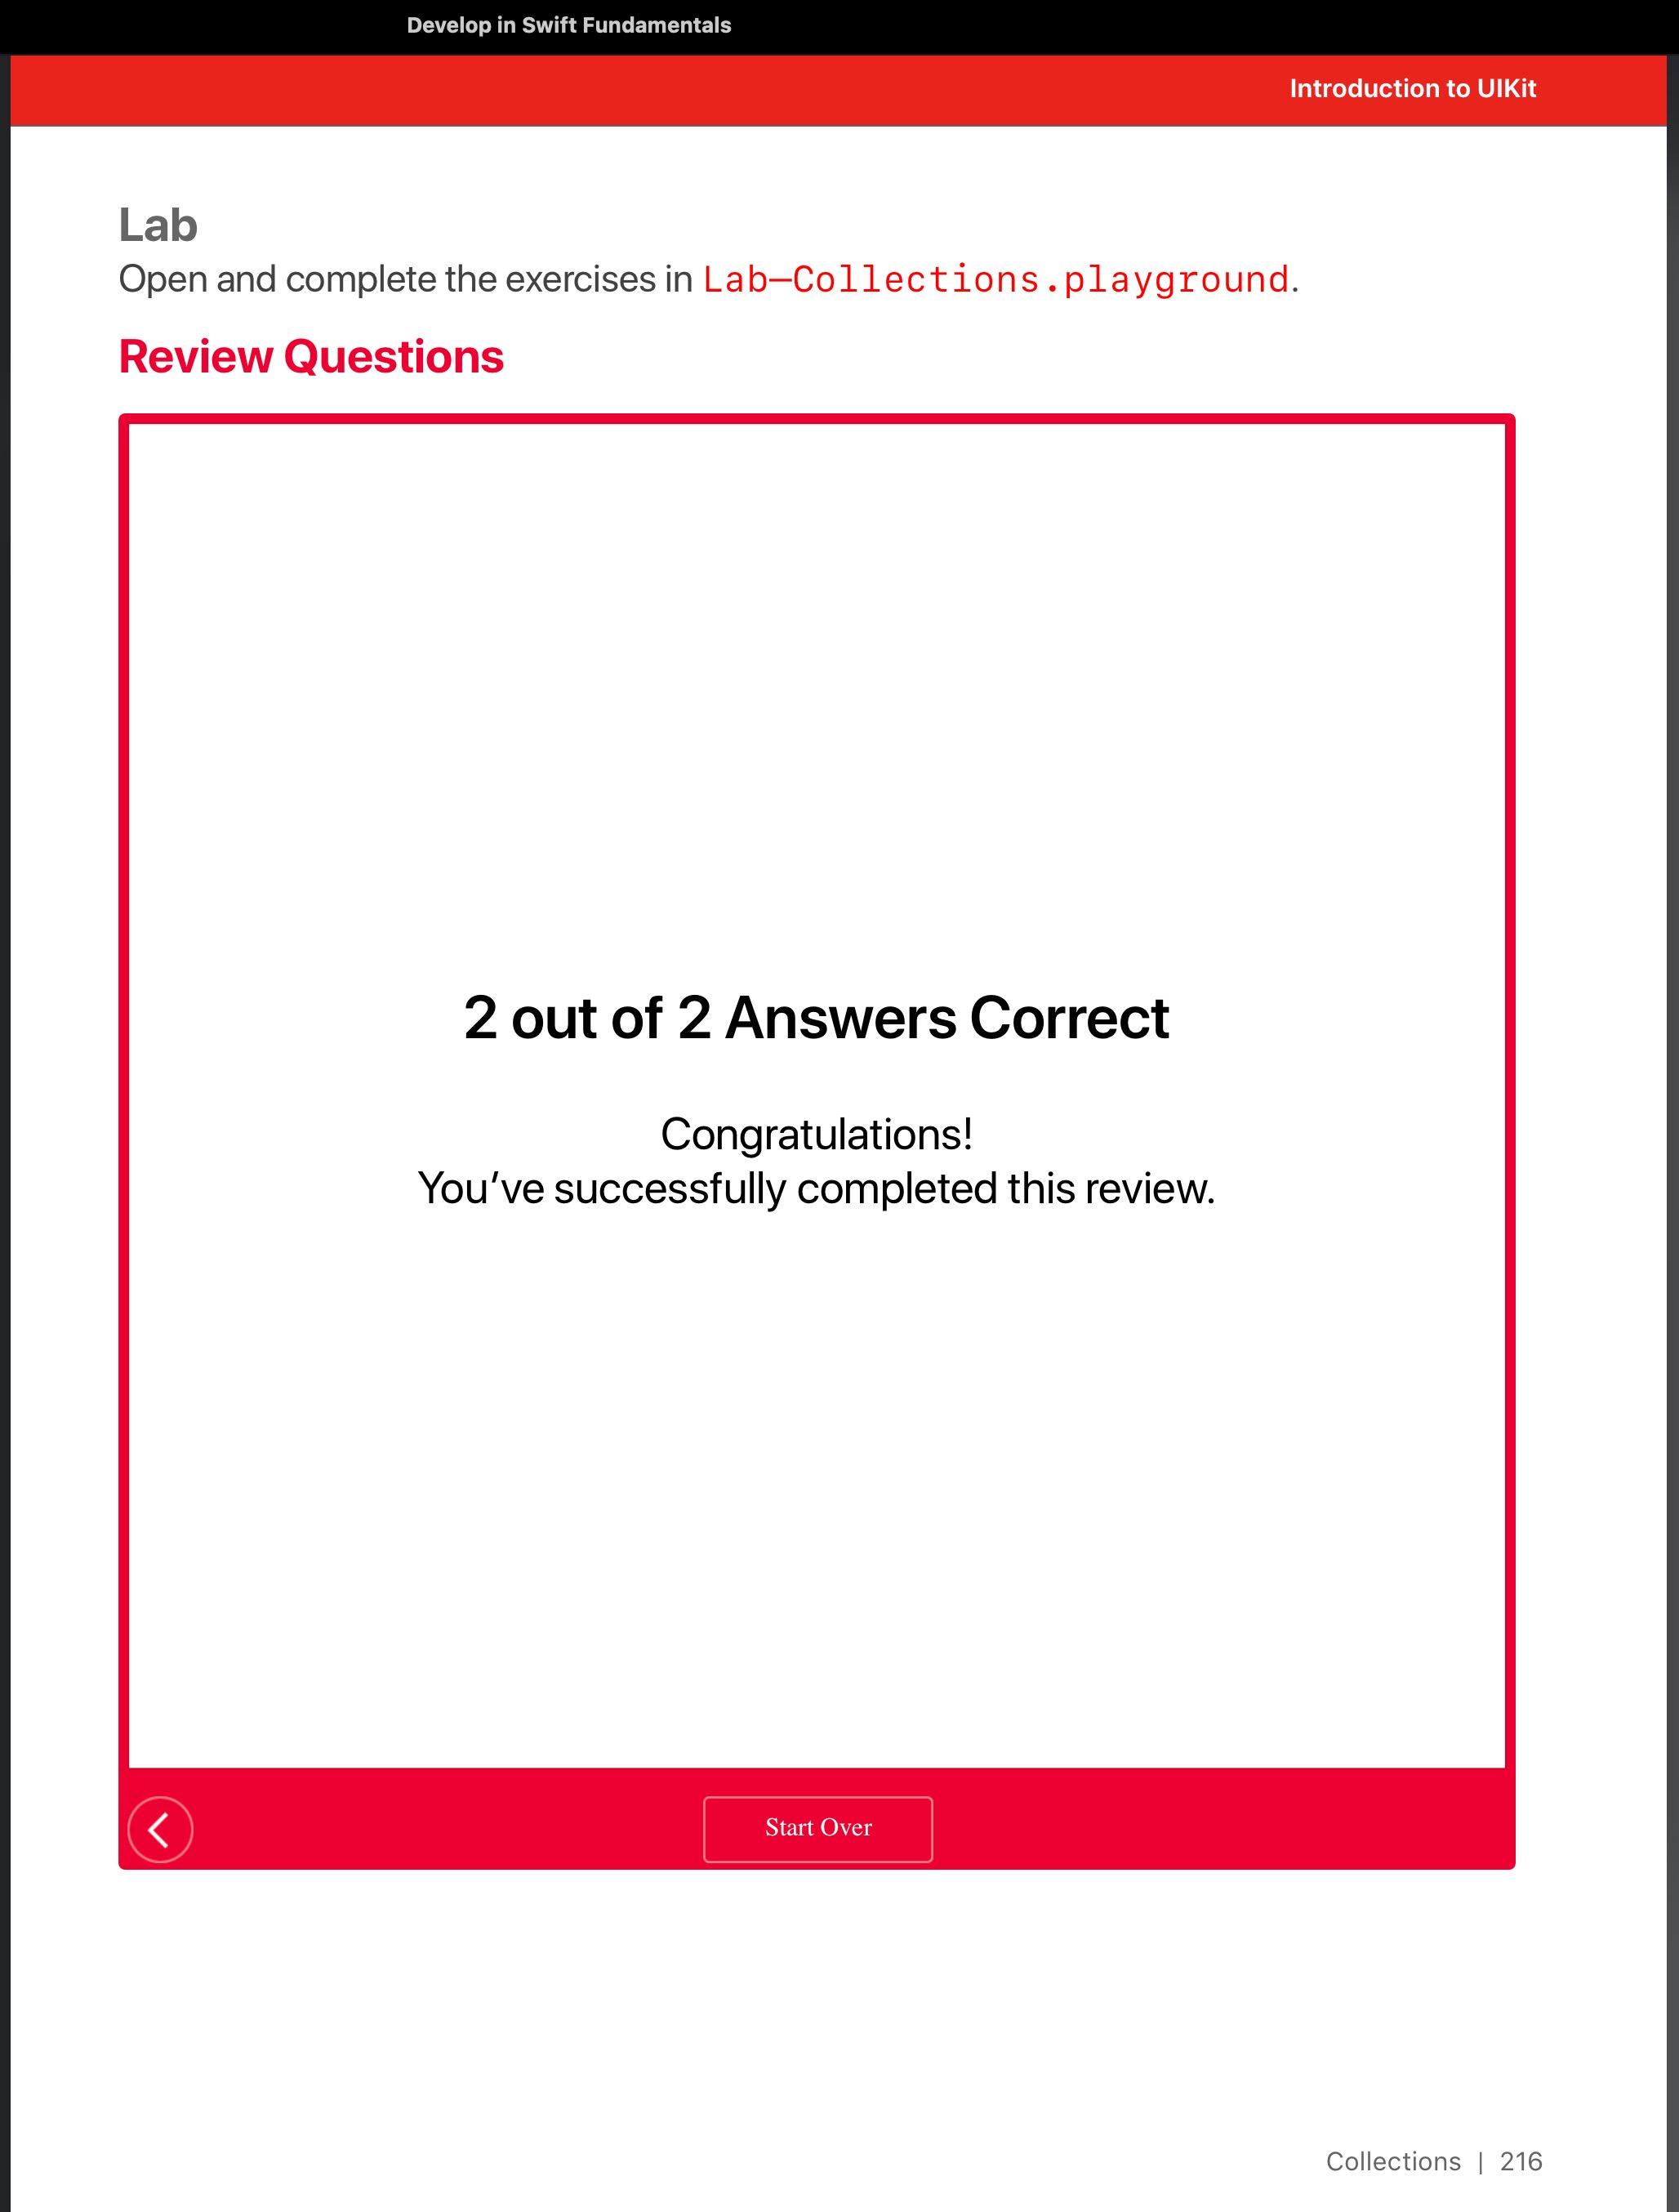 Develop in Swift Fundamentals
Introduction to UIKit
Lab
Open and complete the exercises in Lab—Collections.playground.
Review Questions
2 out of 2 Answers Correct
Congratulations!
You’ve successfully completed this review.
Start Over
Collections | 216